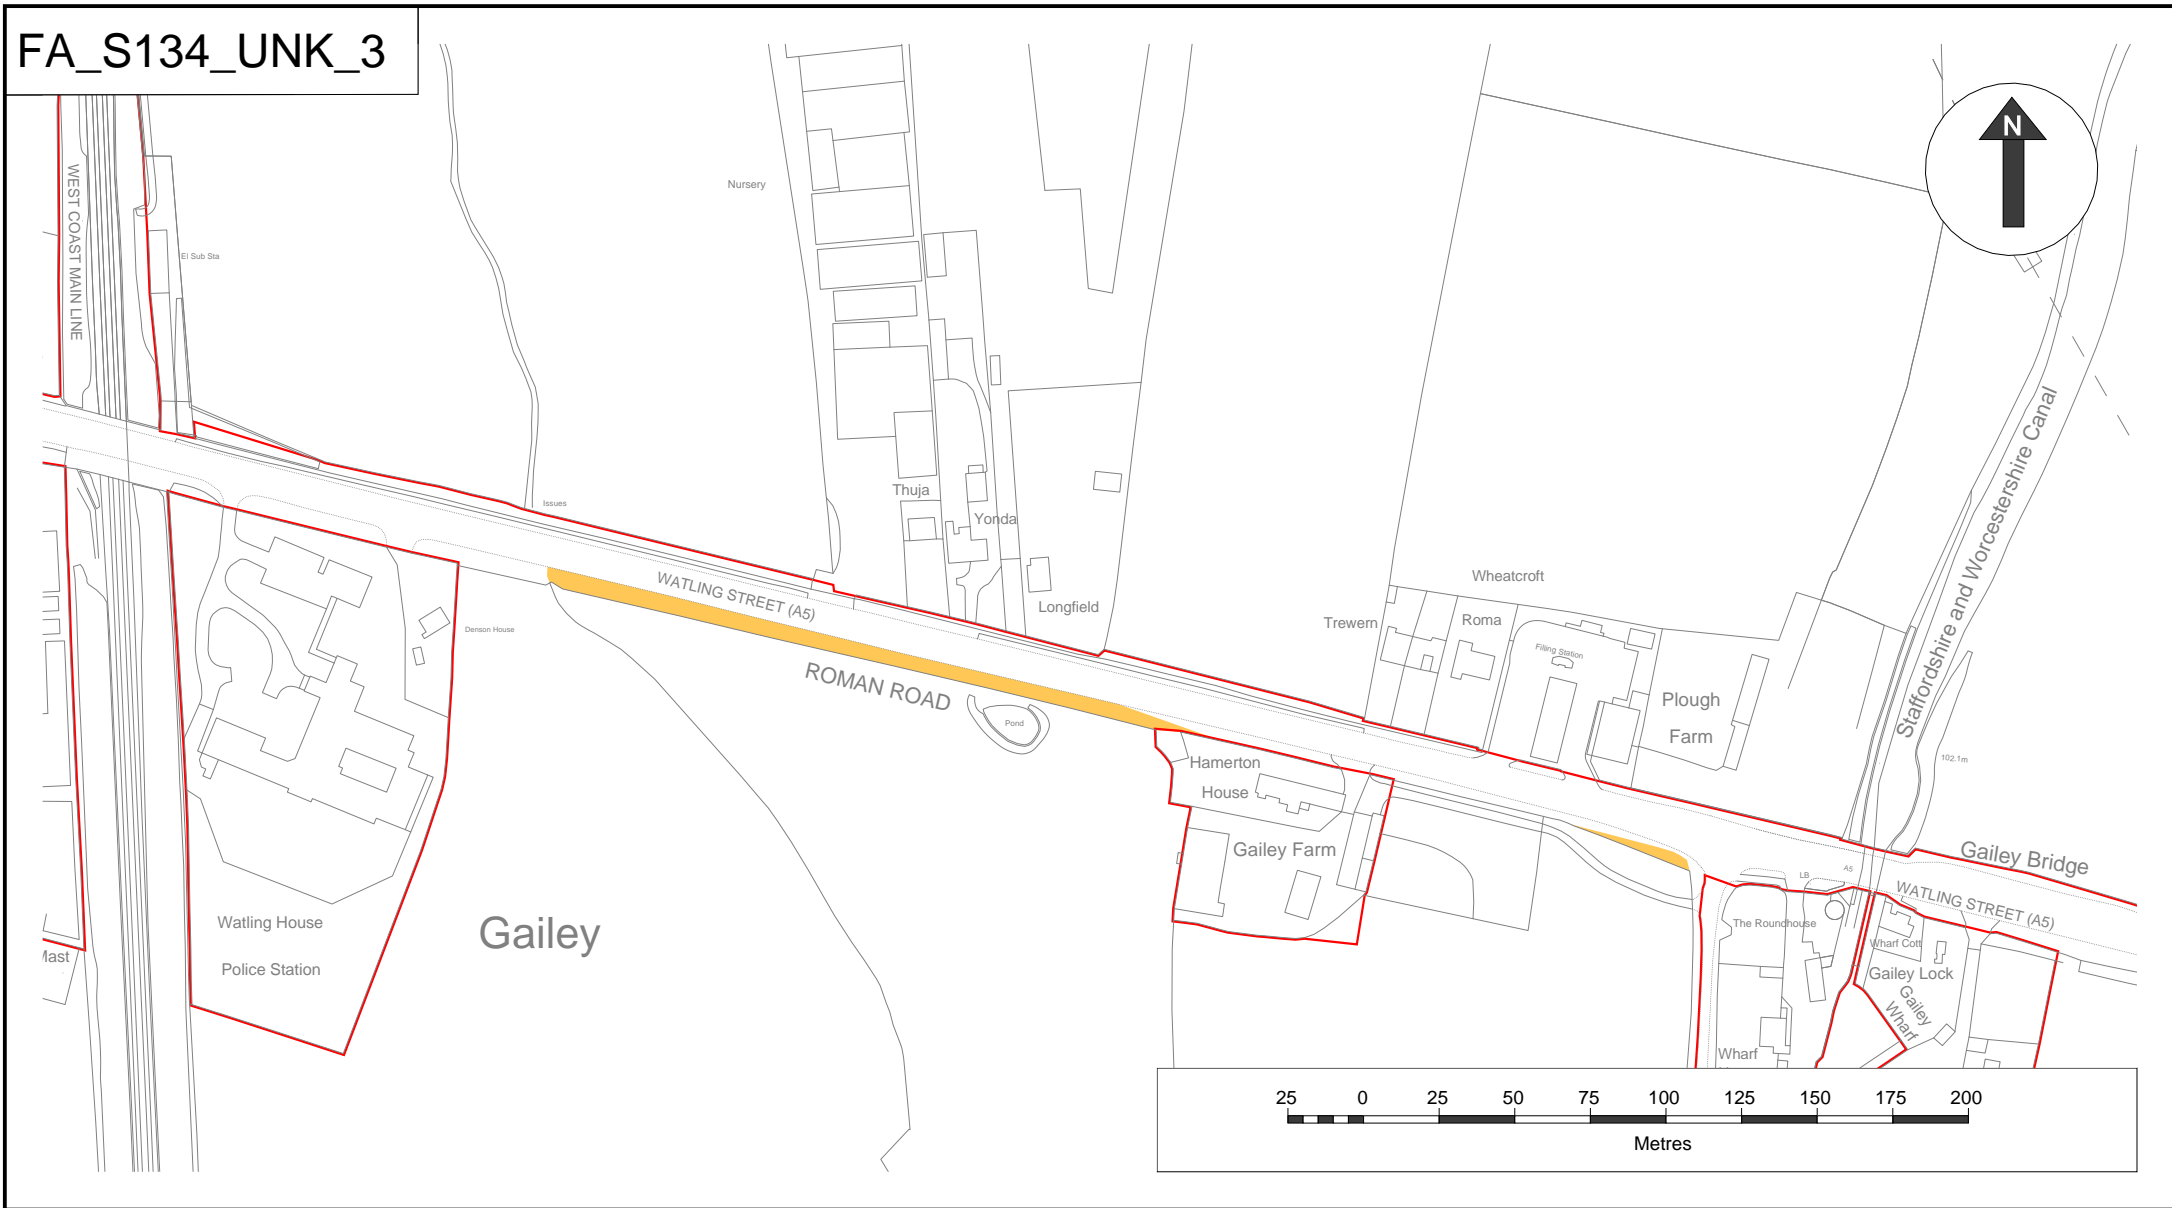 FA_S134_UNK_3
N
WEST COAST MAIN LINE
El Sub Sta
Nursery
Issues
Thuja
Yonda
Longfield
WATLING STREET (A5)
ROMAN ROAD
Pond
Denson House
Watling House
Police Station
Gailey
Hamerton
House
Gailey Farm
Trewern
Wheatcroft
Roma
Filling Station
Plough
Farm
Staffordshire and Worcestershire Canal
102.1m
Gailey Bridge
WATLING STREET (A5)
A5
LB
The Roundhouse
Wharf Cott
Gailey Lock
Gailey
Wharf
Wharf
25 0 25 50 75 100 125 150 175 200
Metres